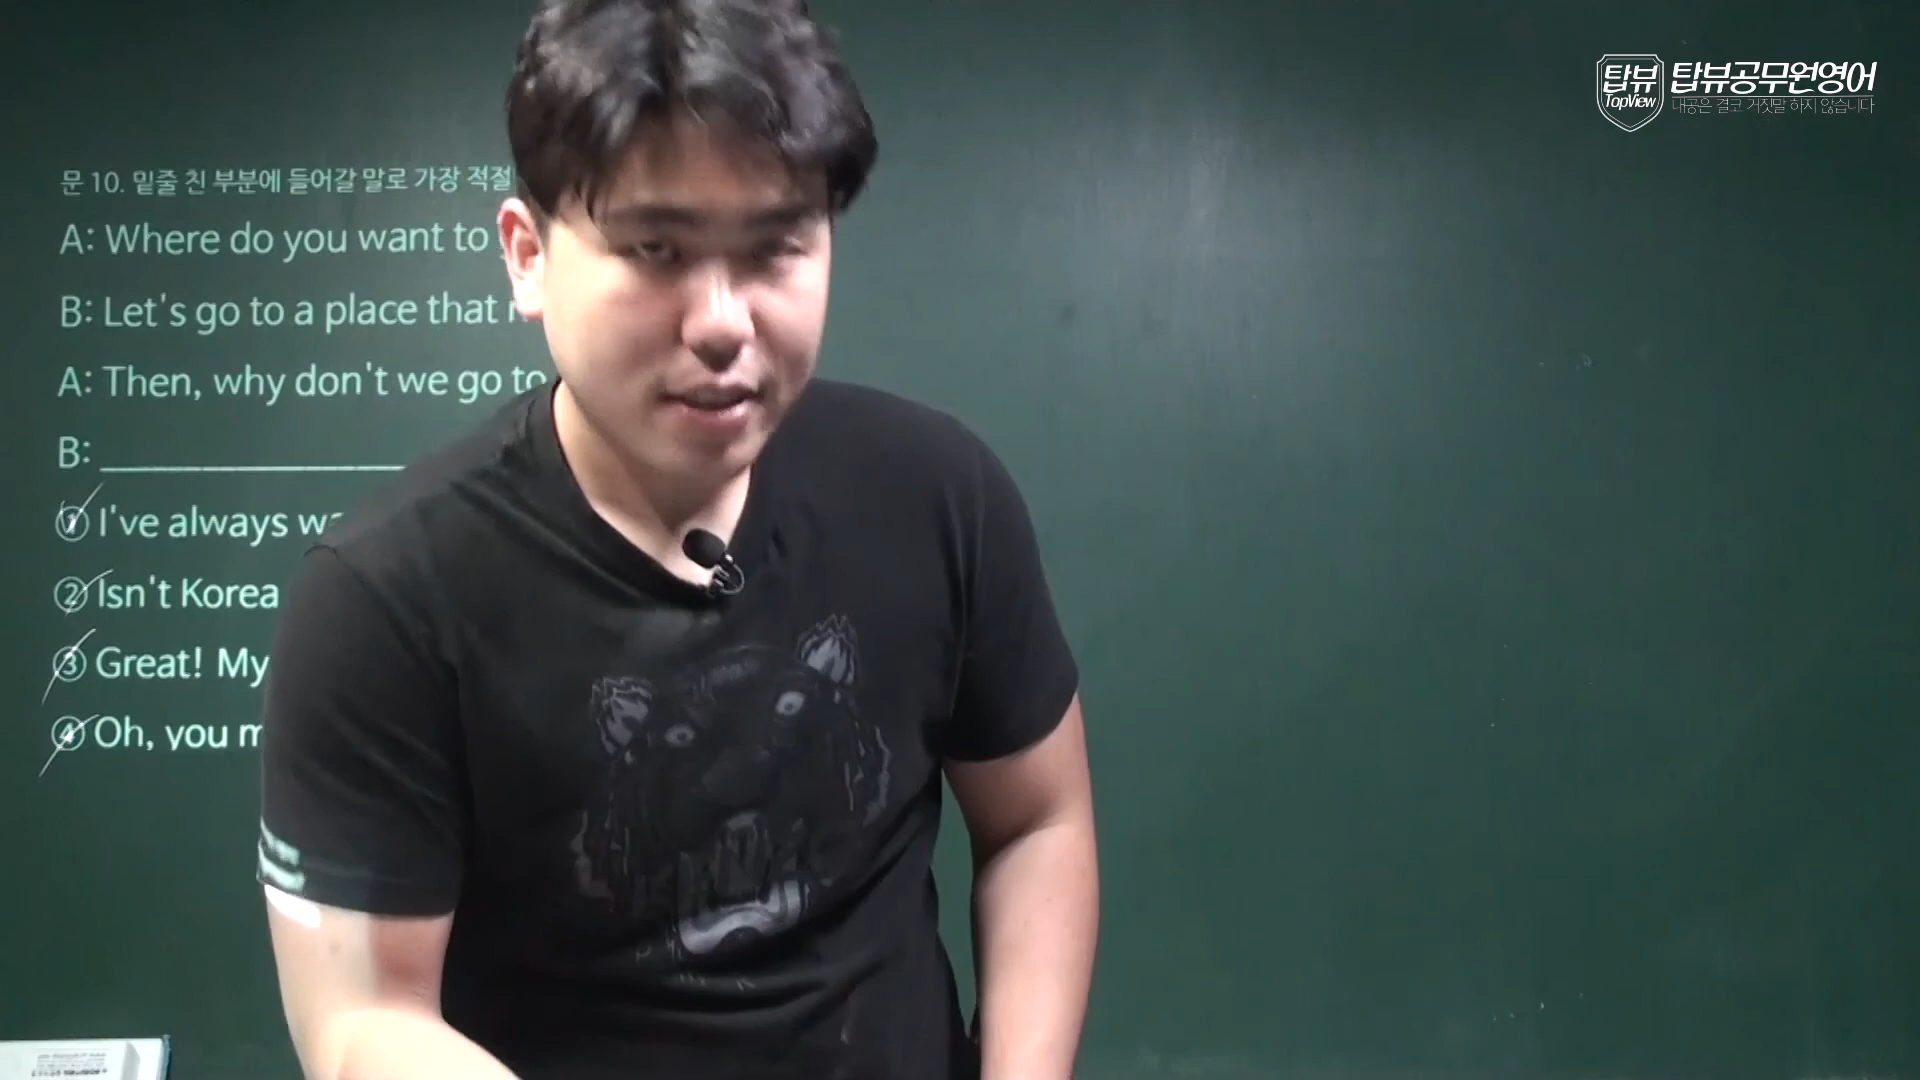 탑뷰
TopView
탑뷰공무원영어
내공은 결코 거짓말 하지 않습니다
문 10. 밑줄 친 부분에 들어갈 말로 가장 적절
A: Where do you want to
B: Let's go to a place that
A: Then, why don't we go to
B: ____________________
① I've always wa
② Isn't Korea
③ Great! My
④ Oh, you m